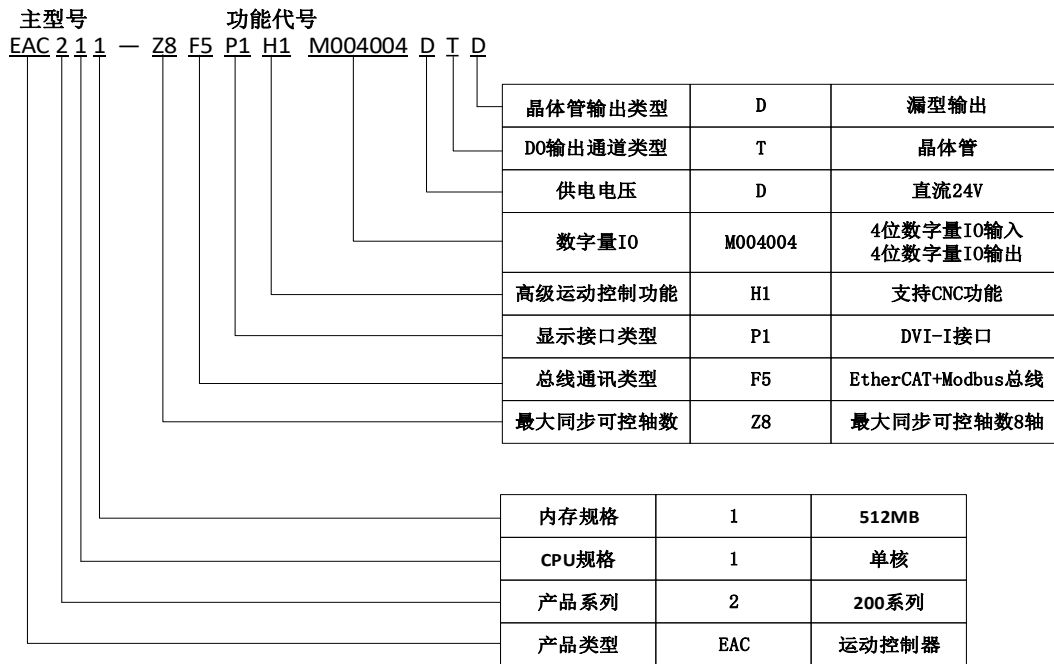 主型号 功能代号
EAC 2 1 1 — Z8 F5 P1 H1 M004004 D T D
晶体管输出类型 D 漏型输出
DO输出通道类型 T 晶体管
供电电压 D 直流24V
数字量IO M004004 4位数字量IO输入
4位数字量IO输出
高级运动控制功能 H1 支持CNC功能
显示接口类型 P1 DVI-I接口
总线通讯类型 F5 EtherCAT+Modbus总线
最大同步可控轴数 Z8 最大同步可控轴数8轴
内存规格 1 512MB
CPU规格 1 单核
产品系列 2 200系列
产品类型 EAC 运动控制器